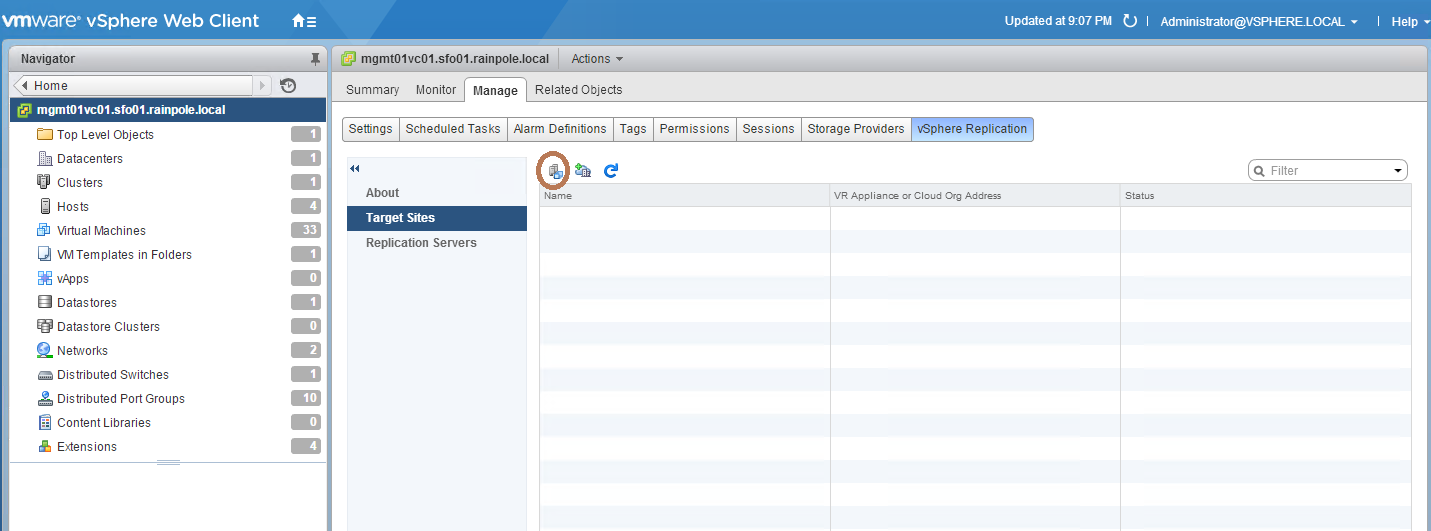 vmware® vSphere Web Client
Updated at 9:07 PM
Administrator@VSPHERE.LOCAL
Help
Navigator
Home
mgmt01vc01.sfo01.rainpole.local
Top Level Objects 1
Datacenters 1
Clusters 1
Hosts 4
Virtual Machines 33
VM Templates in Folders 1
vApps 0
Datastores 1
Datastore Clusters 0
Networks 2
Distributed Switches 1
Distributed Port Groups 10
Content Libraries 0
Extensions 4
mgmt01vc01.sfo01.rainpole.local Actions
Summary Monitor Manage Related Objects
Settings Scheduled Tasks Alarm Definitions Tags Permissions Sessions Storage Providers vSphere Replication
About
Target Sites
Replication Servers
Filter
Name VR Appliance or Cloud Org Address Status